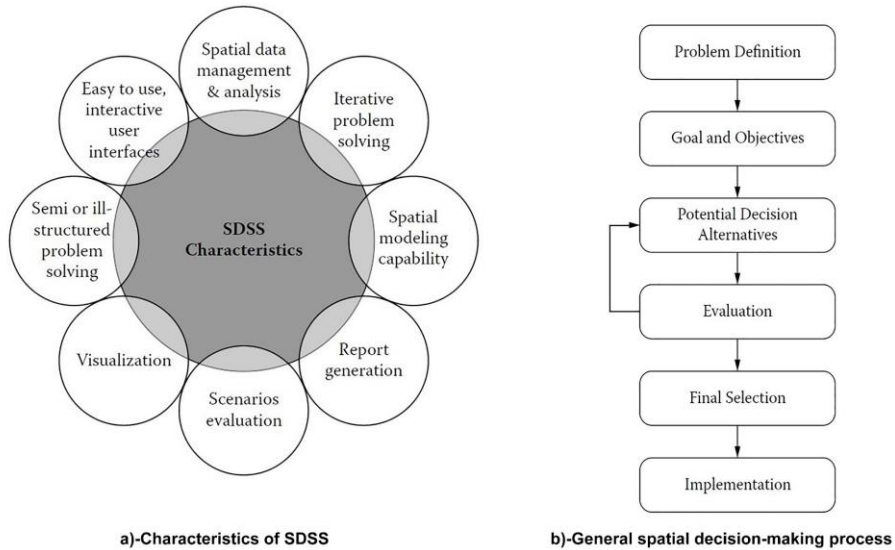 Spatial data
management
& analysis
Easy to use,
interactive
user
interfaces
Iterative
problem
solving
Semi or ill-
structured
problem
solving
SDSS
Characteristics
Spatial
modeling
capability
Visualization
Report
generation
Scenarios
evaluation
a)-Characteristics of SDSS
Problem Definition
Goal and Objectives
Potential Decision
Alternatives
Evaluation
Final Selection
Implementation
b)-General spatial decision-making process